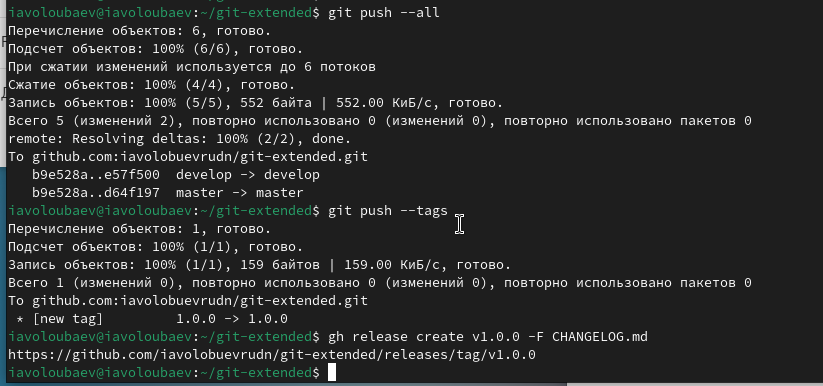 iavoloubaev@iavoloubaev:~/git-extended$ git push --all
Перечисление объектов: 6, готово.
Подсчет объектов: 100% (6/6), готово.
При сжатии изменений используется до 6 потоков
Сжатие объектов: 100% (4/4), готово.
Запись объектов: 100% (5/5), 552 байта | 552.00 КиБ/с, готово.
Всего 5 (изменений 2), повторно использовано 0 (изменений 0), повторно использовано пакетов 0
remote: Resolving deltas: 100% (2/2), done.
To github.com:iavolobuevrudn/git-extended.git
   b9e528a..e57f500  develop -> develop
   b9e528a..d64f197  master -> master
iavoloubaev@iavoloubaev:~/git-extended$ git push --tags
Перечисление объектов: 1, готово.
Подсчет объектов: 100% (1/1), готово.
Запись объектов: 100% (1/1), 159 байтов | 159.00 КиБ/с, готово.
Всего 1 (изменений 0), повторно использовано 0 (изменений 0), повторно использовано пакетов 0
To github.com:iavolobuevrudn/git-extended.git
 * [new tag]         1.0.0 -> 1.0.0
iavoloubaev@iavoloubaev:~/git-extended$ gh release create v1.0.0 -F CHANGELOG.md
https://github.com/iavolobuevrudn/git-extended/releases/tag/v1.0.0
iavoloubaev@iavoloubaev:~/git-extended$